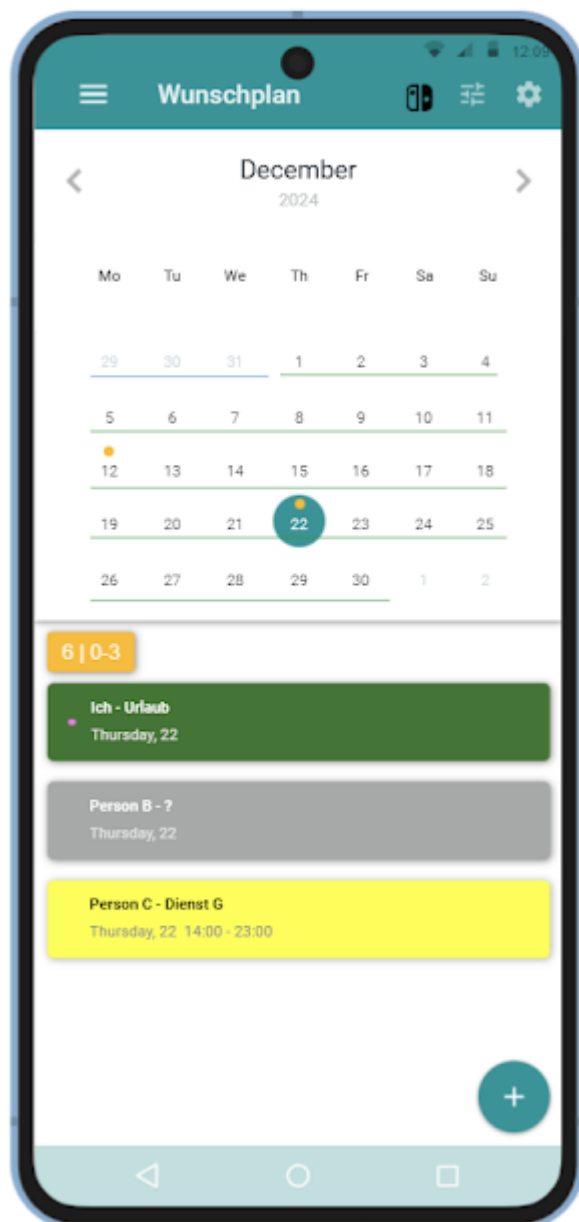 12:09
Wunschplan
December
2024
Mo Tu We Th Fr Sa Su
29 30 31 1 2 3 4
5 6 7 8 9 10 11
12 13 14 15 16 17 18
19 20 21 22 23 24 25
26 27 28 29 30 1 2
6 | 0-3
Ich - Urlaub
Thursday, 22
Person B - ?
Thursday, 22
Person C - Dienst G
Thursday, 22 14:00 - 23:00
+